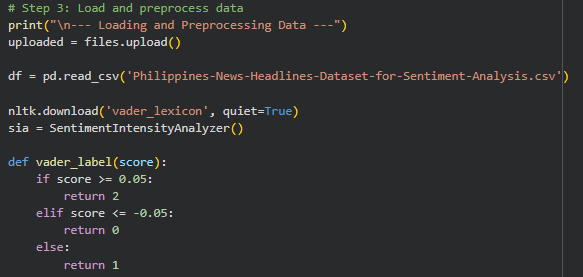 # Step 3: Load and preprocess data
print("\n--- Loading and Preprocessing Data ---")
uploaded = files.upload()

df = pd.read_csv('Philippines-News-Headlines-Dataset-for-Sentiment-Analysis.csv')

nltk.download('vader_lexicon', quiet=True)
sia = SentimentIntensityAnalyzer()

def vader_label(score):
    if score >= 0.05:
        return 2
    elif score <= -0.05:
        return 0
    else:
        return 1